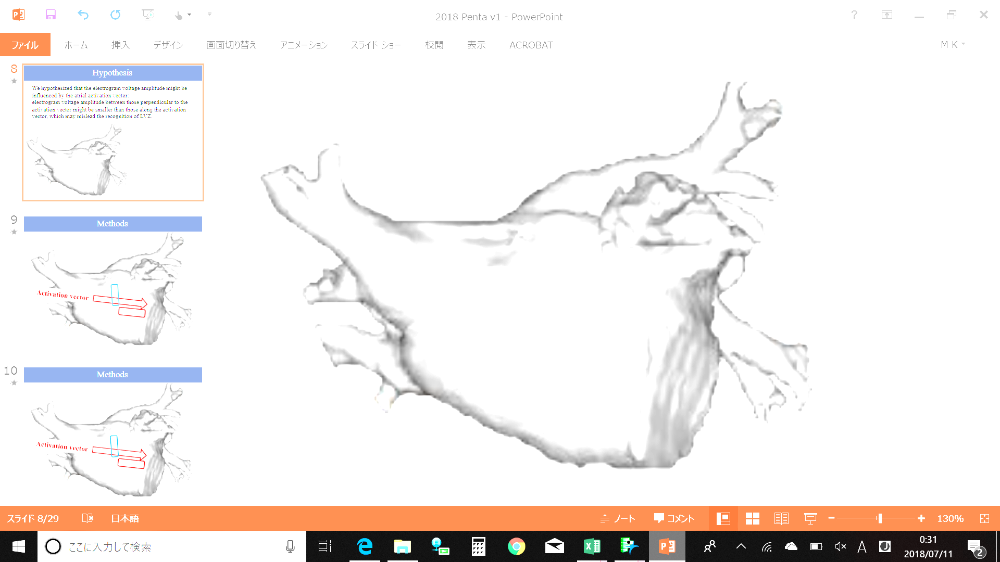 2018 Penta v1 - PowerPoint
?
ファイル
ホーム
挿入
デザイン
画面切り替え
アニメーション
スライド ショー
校閲
表示
ACROBAT
M K
8
Hypothesis
We hypothesized that the electrogram voltage amplitude might be
influenced by the atrial activation vector;
electrogram voltage amplitude between those perpendicular to the
activation vector might be smaller than those along the activation
vector, which may mislead the recognition of LVZ.
9
Methods
Activation vector
10
Methods
Activation vector
スライド 8/29
日本語
ノート
コメント
130%
ここに入力して検索
A
J
0:31
2018/07/11
2